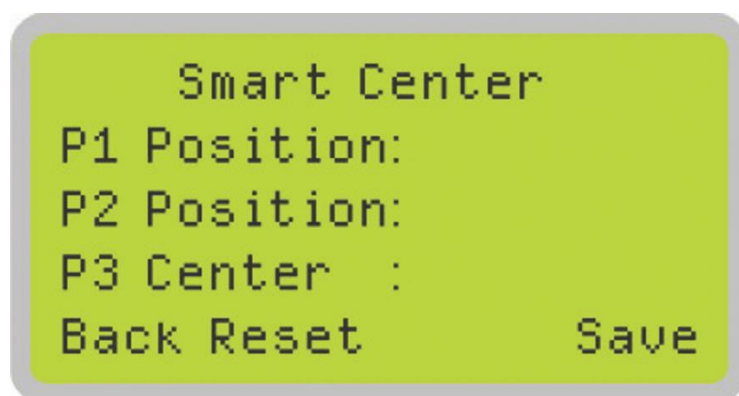 Smart Center
P1 Position:
P2 Position:
P3 Center :
Back Reset Save